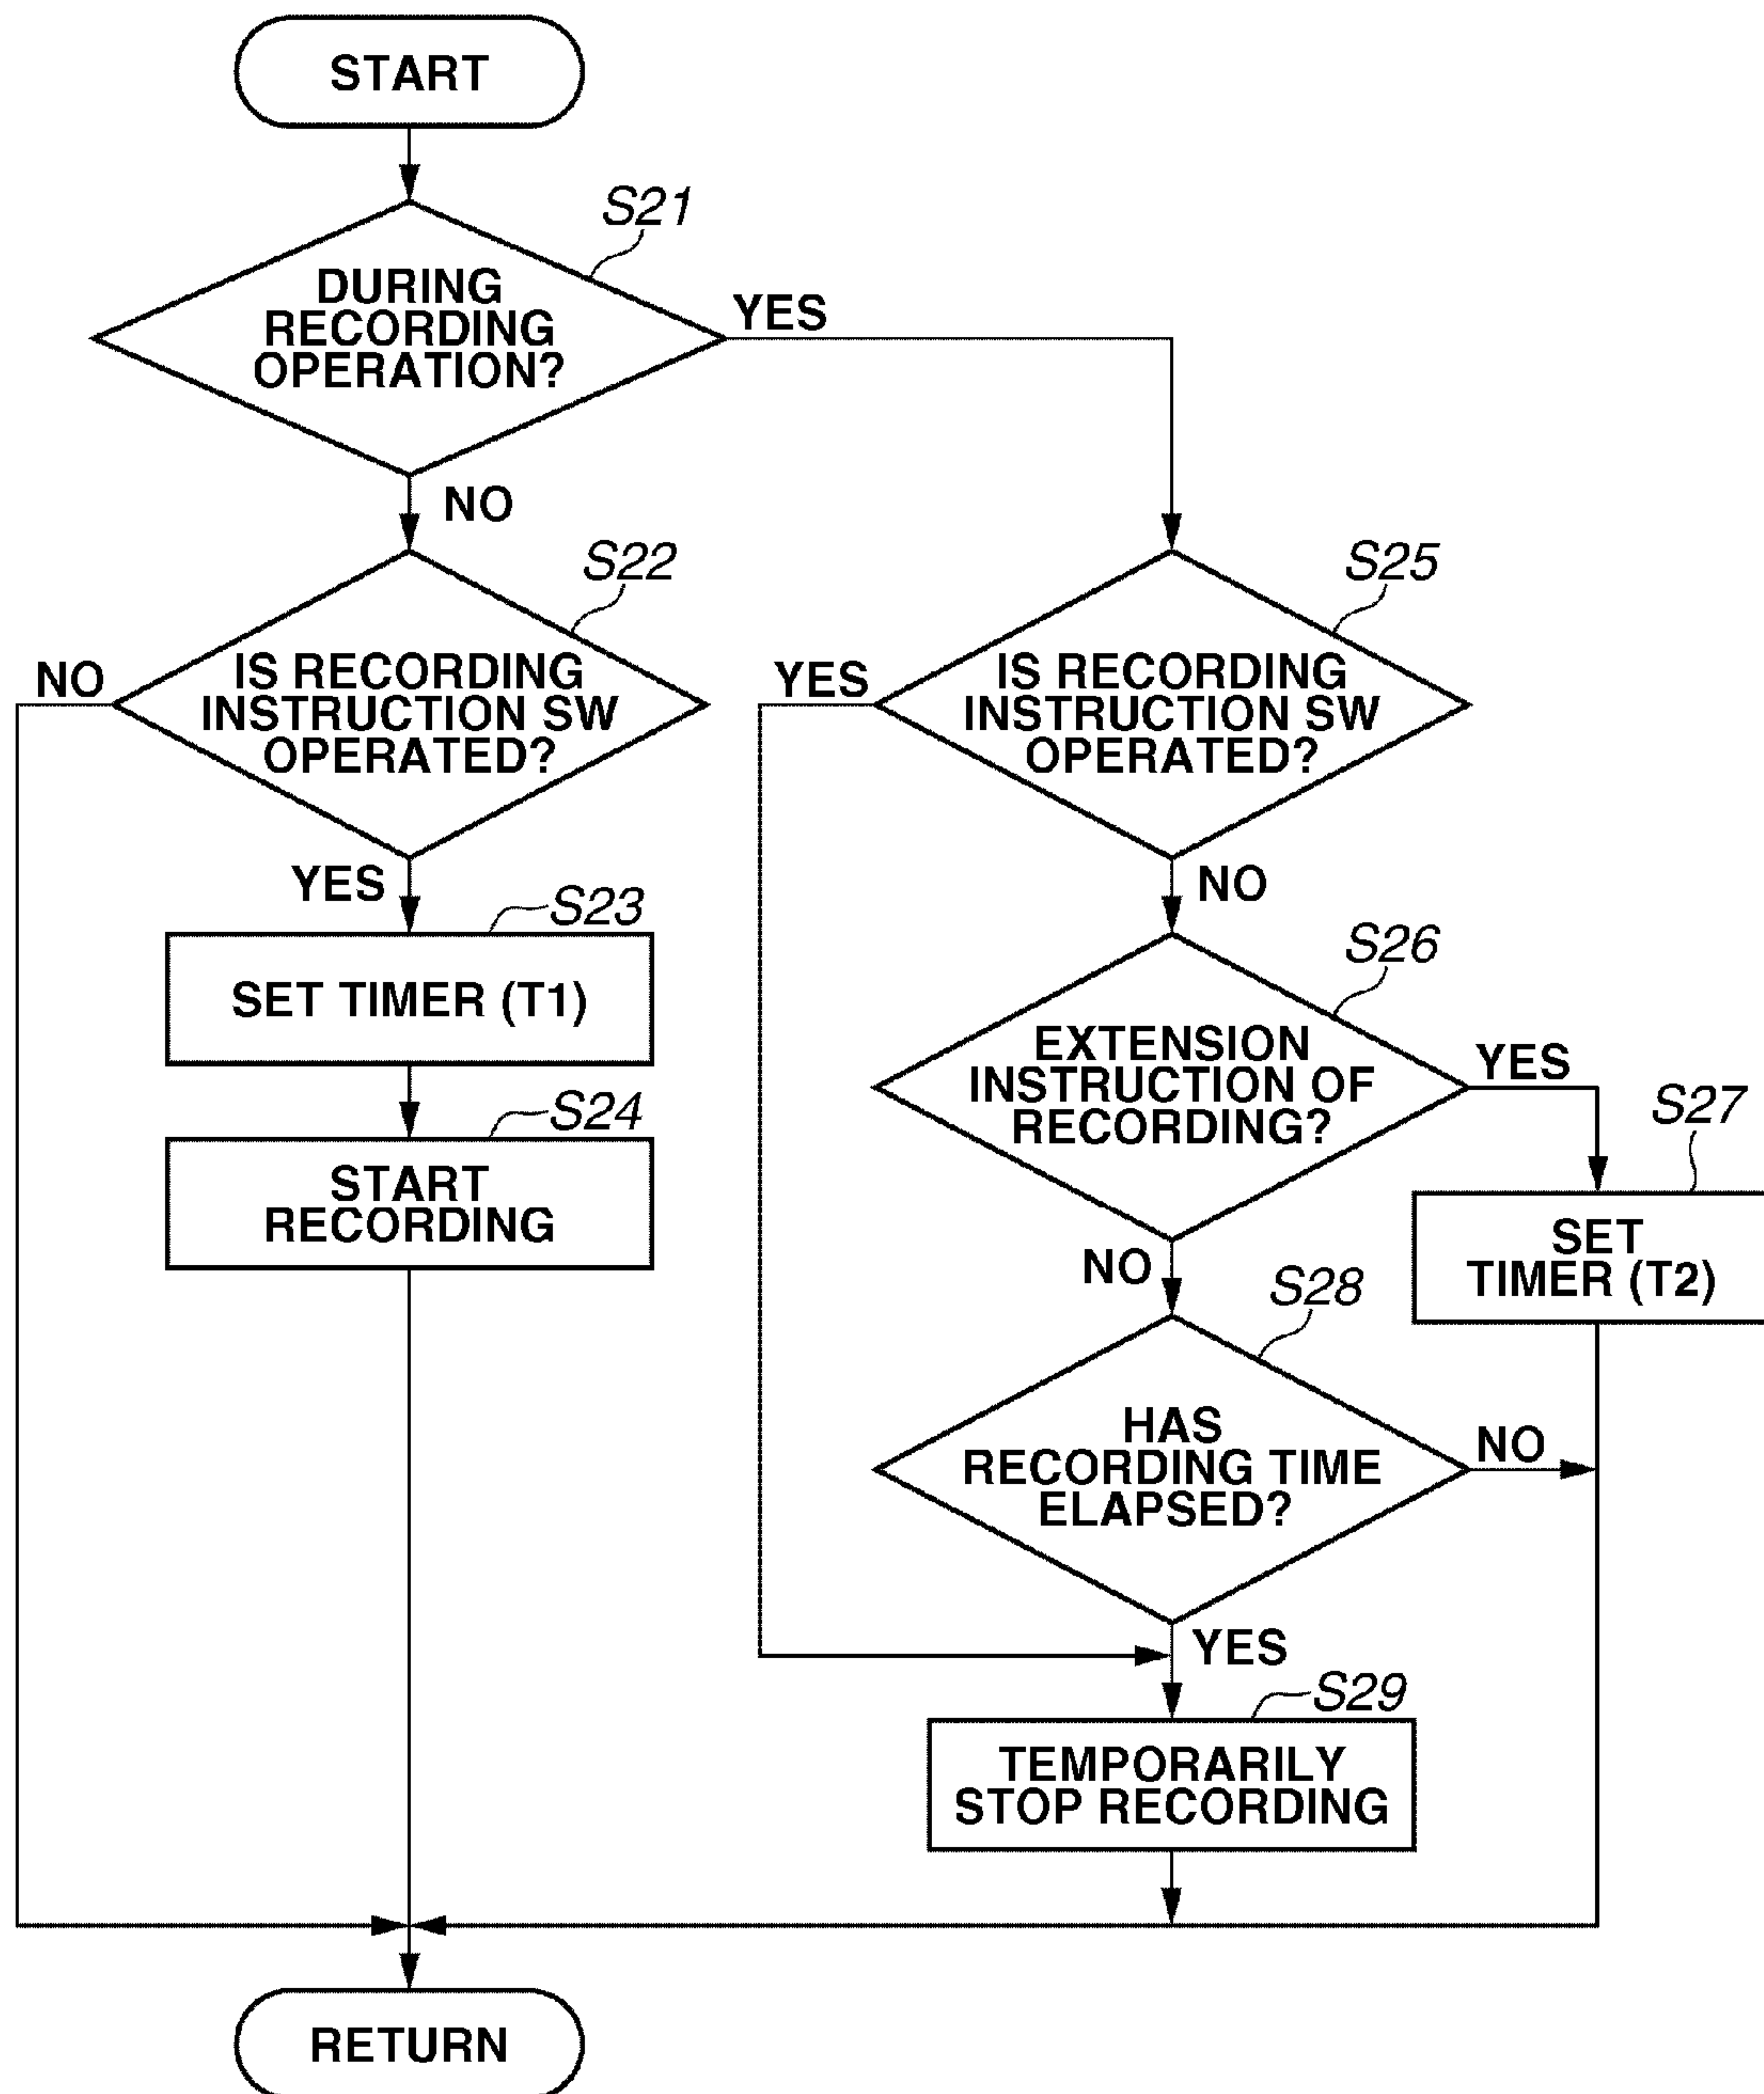 START
S21
DURING
RECORDING
OPERATION?
YES
NO
S22
IS RECORDING
INSTRUCTION SW
OPERATED?
NO
YES
S23
SET TIMER (T1)
S24
START
RECORDING
S25
IS RECORDING
INSTRUCTION SW
OPERATED?
YES
NO
S26
EXTENSION
INSTRUCTION OF
RECORDING?
YES
S27
SET
TIMER (T2)
NO
S28
HAS
RECORDING TIME
ELAPSED?
NO
YES
S29
TEMPORARILY
STOP RECORDING
RETURN